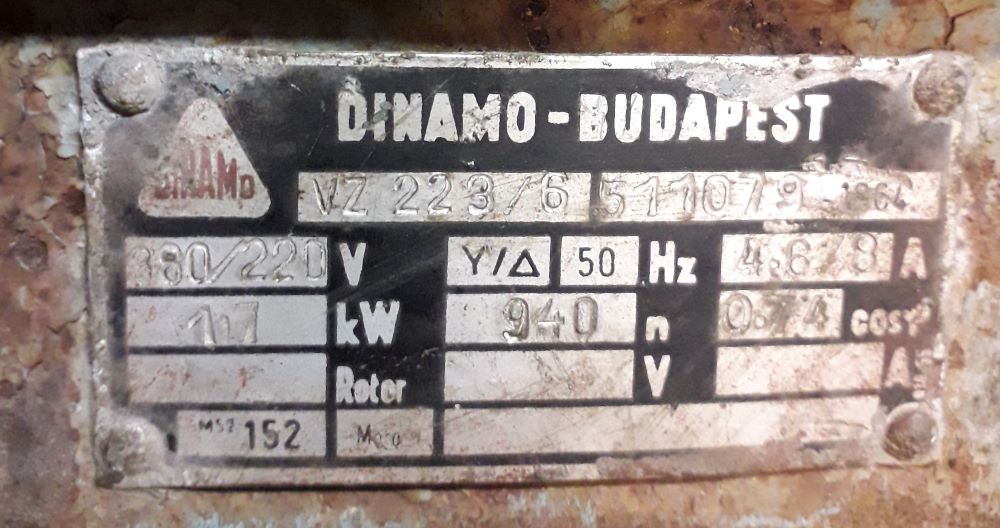 DINAMO-BUDAPEST
DINAMO
VZ 223/6 511079 1964
380/220 V Y/Δ 50 Hz 4.6/8 A
1.7 kW 940 n 0.74 cosφ
Rotor V A
MSZ 152